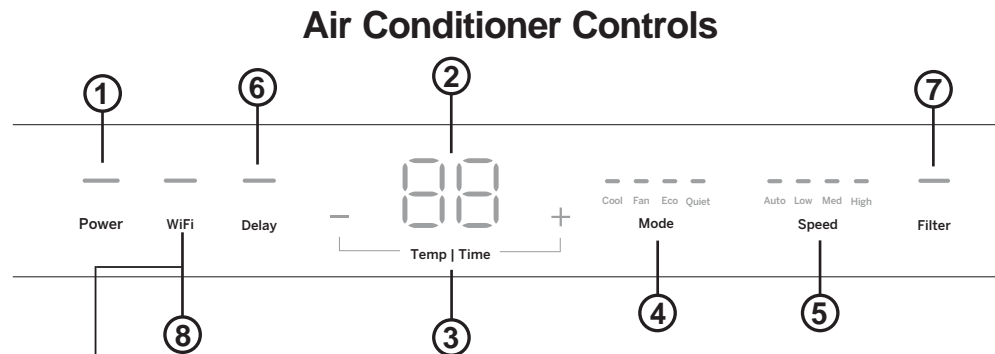 Air Conditioner Controls
1 6 2 7
88
Cool Fan Eco Quiet Auto Low Med High
Power WiFi Delay − + Mode Speed Filter
Temp | Time
8 3 4 5